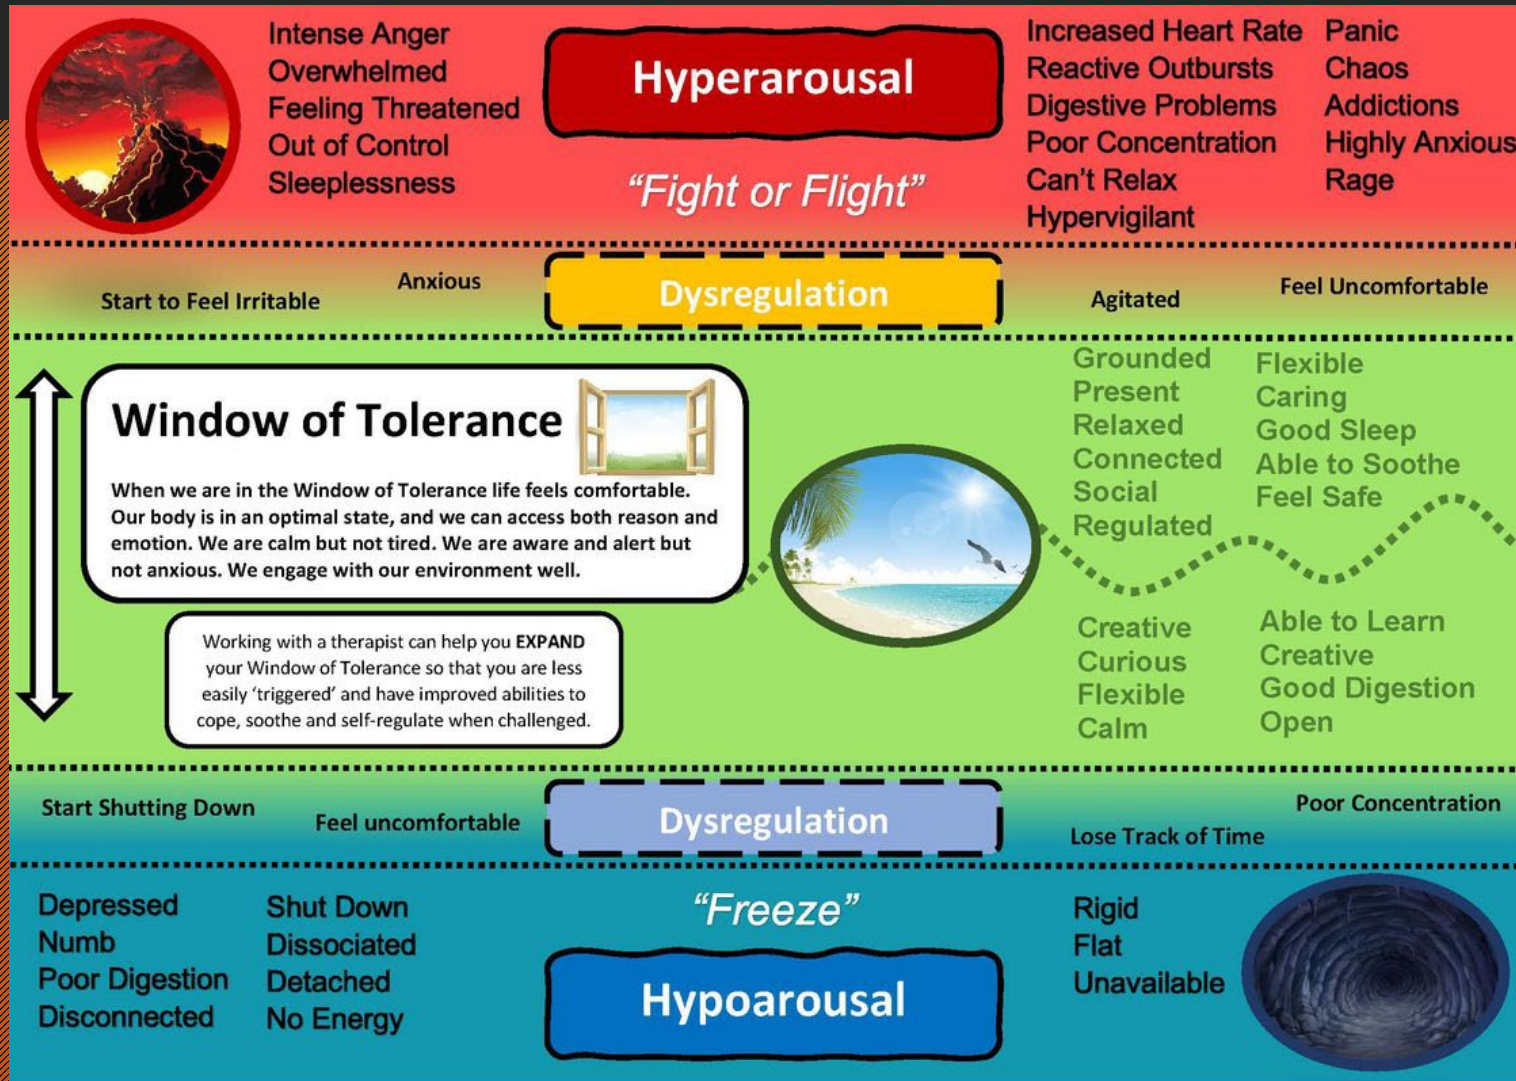 Intense Anger
Overwhelmed
Feeling Threatened
Out of Control
Sleeplessness
Hyperarousal
“Fight or Flight”
Increased Heart Rate
Reactive Outbursts
Digestive Problems
Poor Concentration
Can't Relax
Hypervigilant
Panic
Chaos
Addictions
Highly Anxious
Rage
Start to Feel Irritable
Anxious
Dysregulation
Agitated
Feel Uncomfortable
Window of Tolerance
When we are in the Window of Tolerance life feels comfortable.
Our body is in an optimal state, and we can access both reason and
emotion. We are calm but not tired. We are aware and alert but
not anxious. We engage with our environment well.
Working with a therapist can help you EXPAND
your Window of Tolerance so that you are less
easily ‘triggered’ and have improved abilities to
cope, soothe and self-regulate when challenged.
Grounded
Present
Relaxed
Connected
Social
Regulated
Flexible
Caring
Good Sleep
Able to Soothe
Feel Safe
Creative
Curious
Flexible
Calm
Able to Learn
Creative
Good Digestion
Open
Start Shutting Down
Feel uncomfortable
Dysregulation
Lose Track of Time
Poor Concentration
Depressed
Numb
Poor Digestion
Disconnected
Shut Down
Dissociated
Detached
No Energy
“Freeze”
Hypoarousal
Rigid
Flat
Unavailable